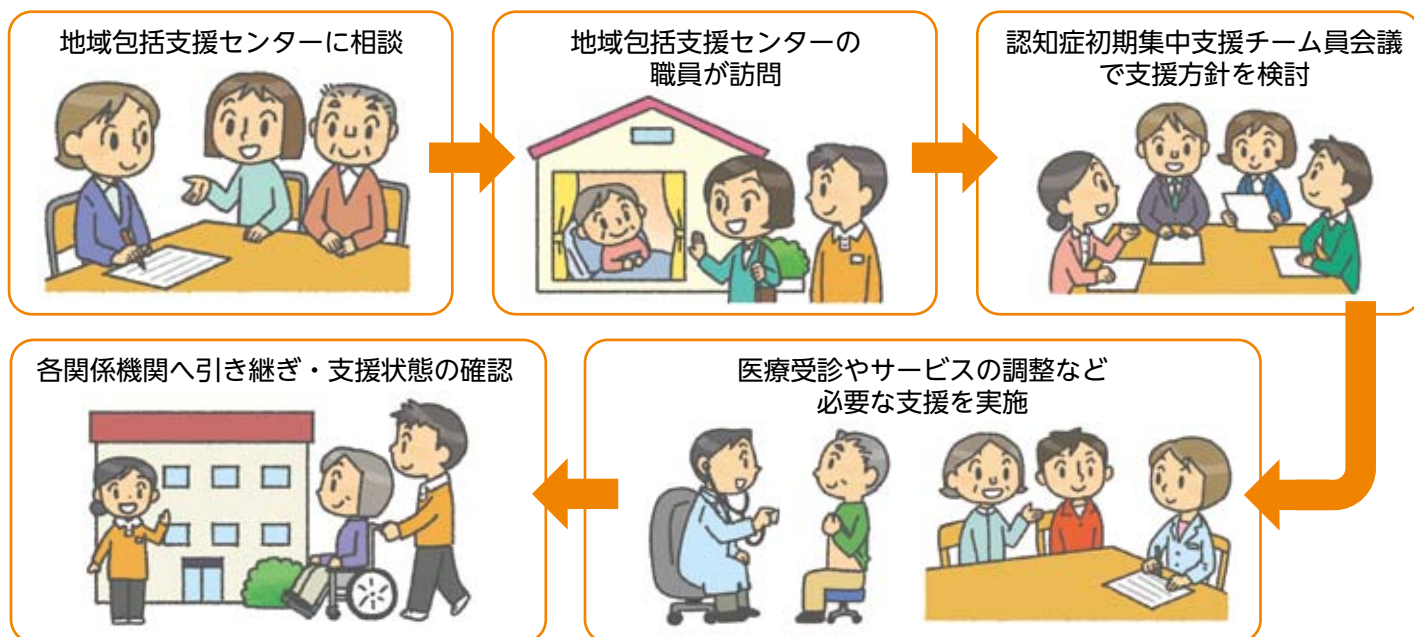 地域包括支援センターに相談
地域包括支援センターの
職員が訪問
認知症初期集中支援チーム員会議
で支援方針を検討
医療受診やサービスの調整など
必要な支援を実施
各関係機関へ引き継ぎ・支援状態の確認